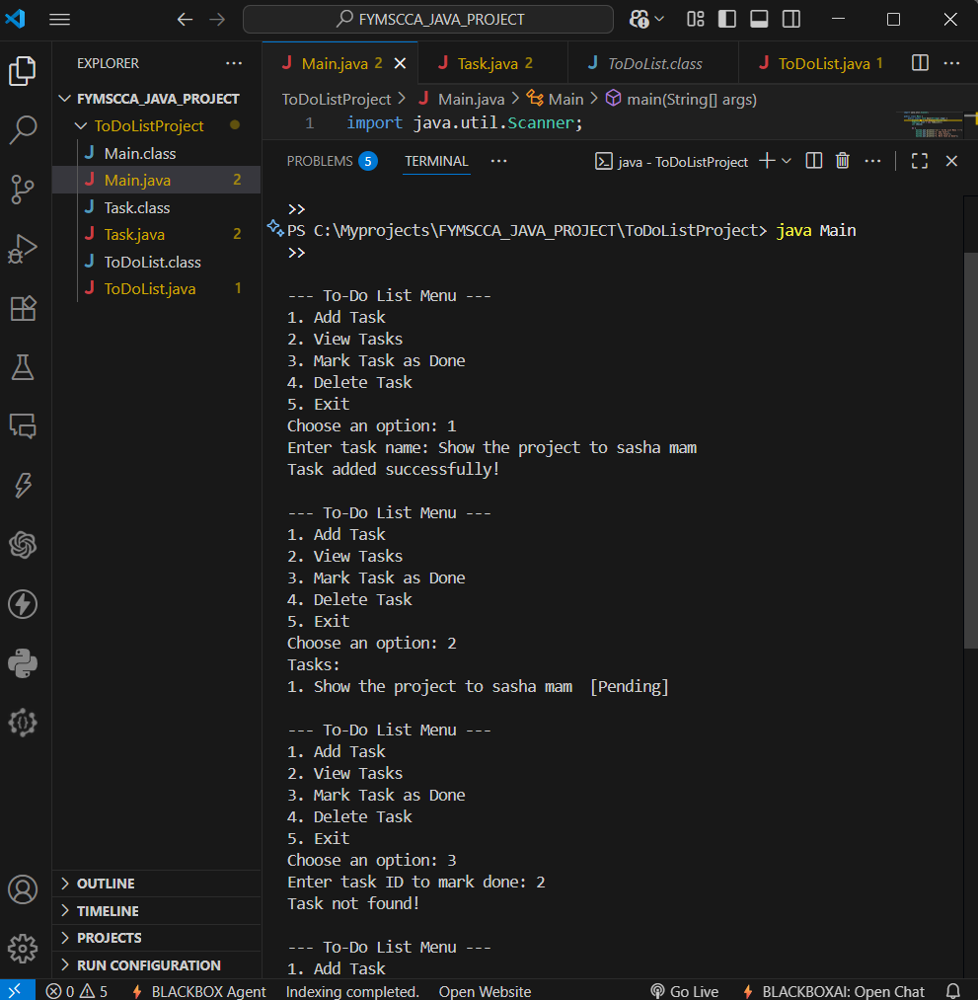 FYMSCCA_JAVA_PROJECT
EXPLORER
FYMSCCA_JAVA_PROJECT
ToDoListProject
J Main.class
J Main.java 2
J Task.class
J Task.java 2
J ToDoList.class
J ToDoList.java 1
OUTLINE
TIMELINE
PROJECTS
RUN CONFIGURATION
J Main.java 2 J Task.java 2 J ToDoList.class J ToDoList.java 1
ToDoListProject > J Main.java > Main > main(String[] args)
1 import java.util.Scanner;
PROBLEMS 5 TERMINAL java - ToDoListProject
>>
PS C:\Myprojects\FYMSCCA_JAVA_PROJECT\ToDoListProject> java Main
>>
--- To-Do List Menu ---
1. Add Task
2. View Tasks
3. Mark Task as Done
4. Delete Task
5. Exit
Choose an option: 1
Enter task name: Show the project to sasha mam
Task added successfully!
--- To-Do List Menu ---
1. Add Task
2. View Tasks
3. Mark Task as Done
4. Delete Task
5. Exit
Choose an option: 2
Tasks:
1. Show the project to sasha mam  [Pending]
--- To-Do List Menu ---
1. Add Task
2. View Tasks
3. Mark Task as Done
4. Delete Task
5. Exit
Choose an option: 3
Enter task ID to mark done: 2
Task not found!
--- To-Do List Menu ---
1. Add Task
0 5 BLACKBOX Agent Indexing completed. Open Website Go Live BLACKBOXAI: Open Chat